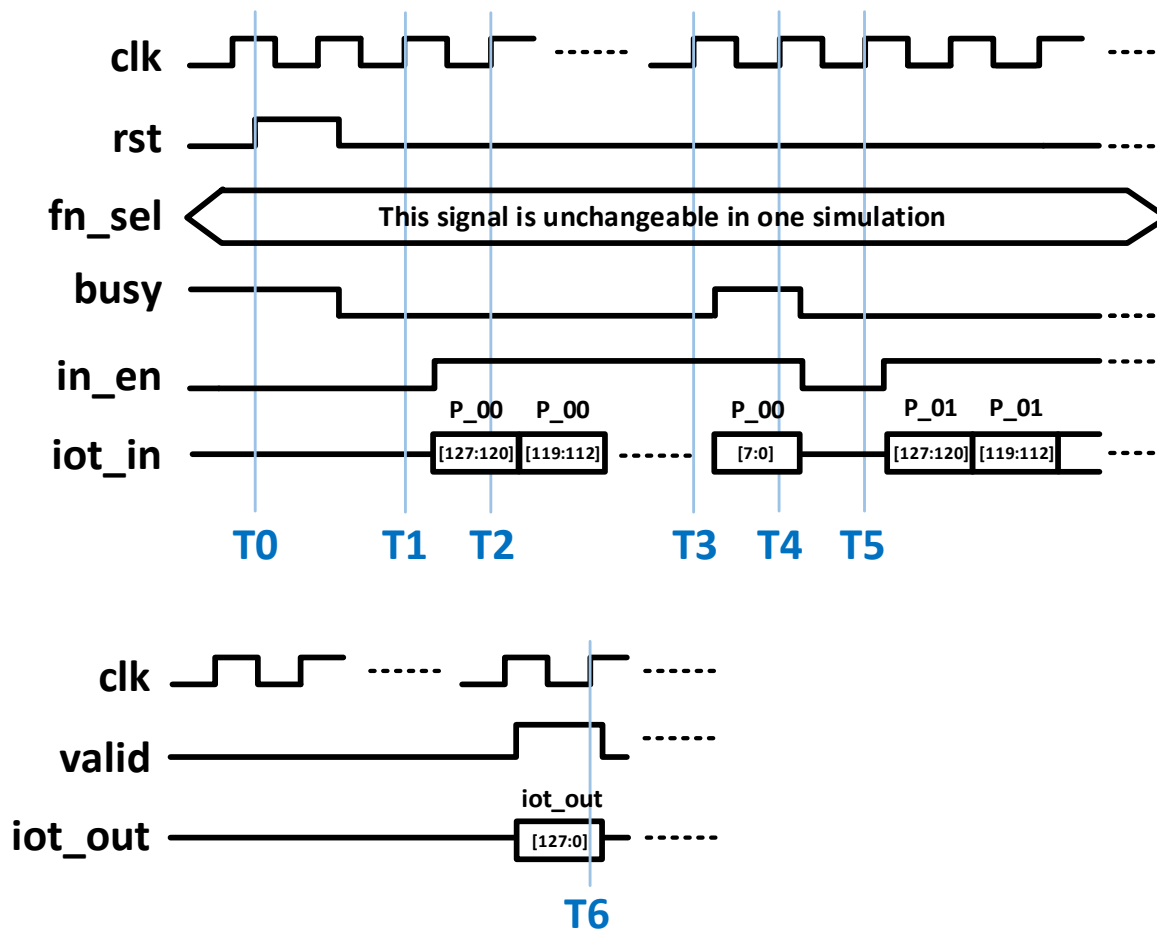 clk
rst
fn_sel
This signal is unchangeable in one simulation
busy
in_en
P_00 P_00 P_00 P_01 P_01
iot_in [127:120] [119:112] [7:0] [127:120] [119:112]
T0 T1 T2 T3 T4 T5
clk
valid
iot_out
iot_out [127:0]
T6